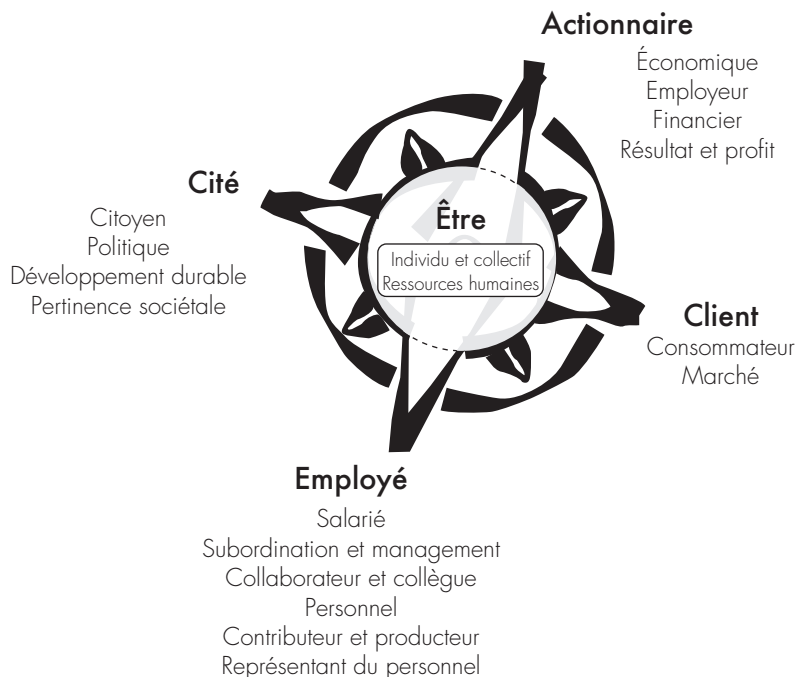 Actionnaire
Économique
Employeur
Financier
Résultat et profit
Cité
Citoyen
Politique
Développement durable
Pertinence sociétale
Être
Individu et collectif
Ressources humaines
Client
Consommateur
Marché
Employé
Salarié
Subordination et management
Collaborateur et collègue
Personnel
Contributeur et producteur
Représentant du personnel